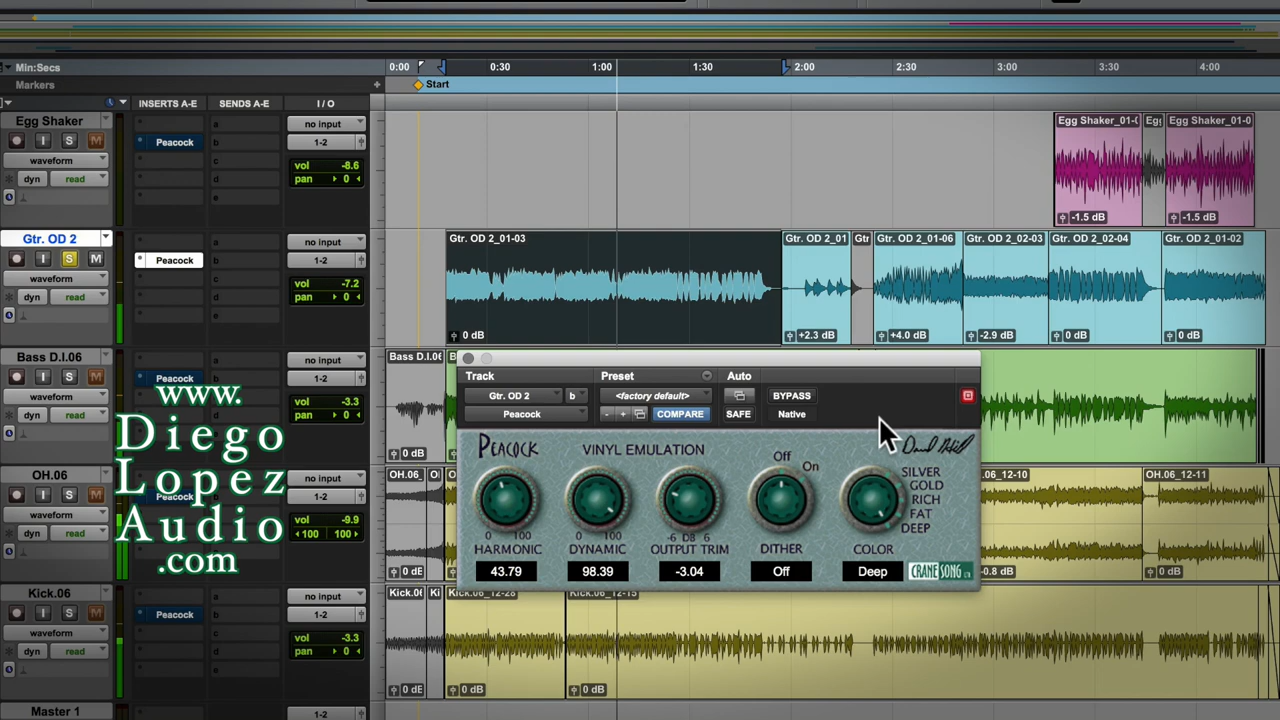 Min:Secs
0:00
0:30
1:00
1:30
2:00
2:30
3:00
3:30
4:00
Markers
+
Start
INSERTS A-E
SENDS A-E
I / O
Egg Shaker
I S M
waveform
dyn read
Peacock
a
b
c
d
e
no input
1-2
vol -8.6
pan 0
Egg Shaker_01-0
Egg Shaker_01-0
-1.5 dB
-1.5 dB
Gtr. OD 2
I S M
waveform
dyn read
Peacock
a
b
c
d
e
no input
1-2
vol -7.2
pan 0
Gtr. OD 2_01-03
Gtr. OD 2_01
Gtr
Gtr. OD 2_01-06
Gtr. OD 2_02-03
Gtr. OD 2_02-04
Gtr. OD 2_01-02
0 dB
+2.3 dB
+4.0 dB
-2.9 dB
0 dB
0 dB
Bass D.I.06
I S M
waveform
dyn read
Peacock
a
no input
1-2
vol -3.3
pan 0
Bass D.I.06
www.
Diego
Lopez
Audio
.com
Track
Preset
Auto
Gtr. OD 2
b
<factory default>
BYPASS
Peacock
- +
COMPARE
SAFE
Native
PEACOCK
VINYL EMULATION
Off
On
SILVER
GOLD
RICH
FAT
DEEP
0 100
0 100
-6 DB 6
HARMONIC
DYNAMIC
OUTPUT TRIM
DITHER
COLOR
43.79
98.39
-3.04
Off
Deep
CRANE SONG LTD
OH.06
I S M
dyn read
no input
1-2
vol -9.9
100 100
OH.06_
.06_12-10
OH.06_12-11
0 dE
-0.8 dB
0 dB
Kick.06
I S M
waveform
dyn read
Peacock
a
b
c
d
e
no input
1-2
vol -3.3
pan 0
Kick.06
Ki
Kick.06_12-28
Kick.06_12-15
0 dE
0 dB
0 dB
Master 1
1-2